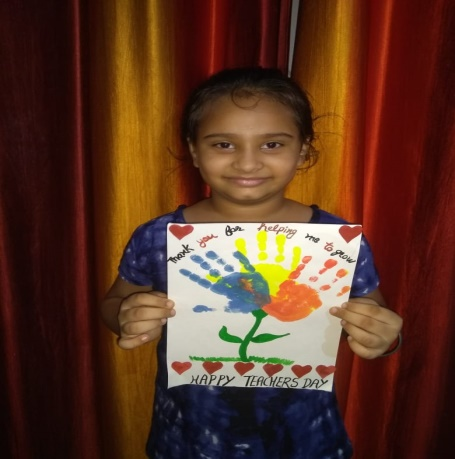 Thank you for helping me to grow
HAPPY TEACHERS DAY